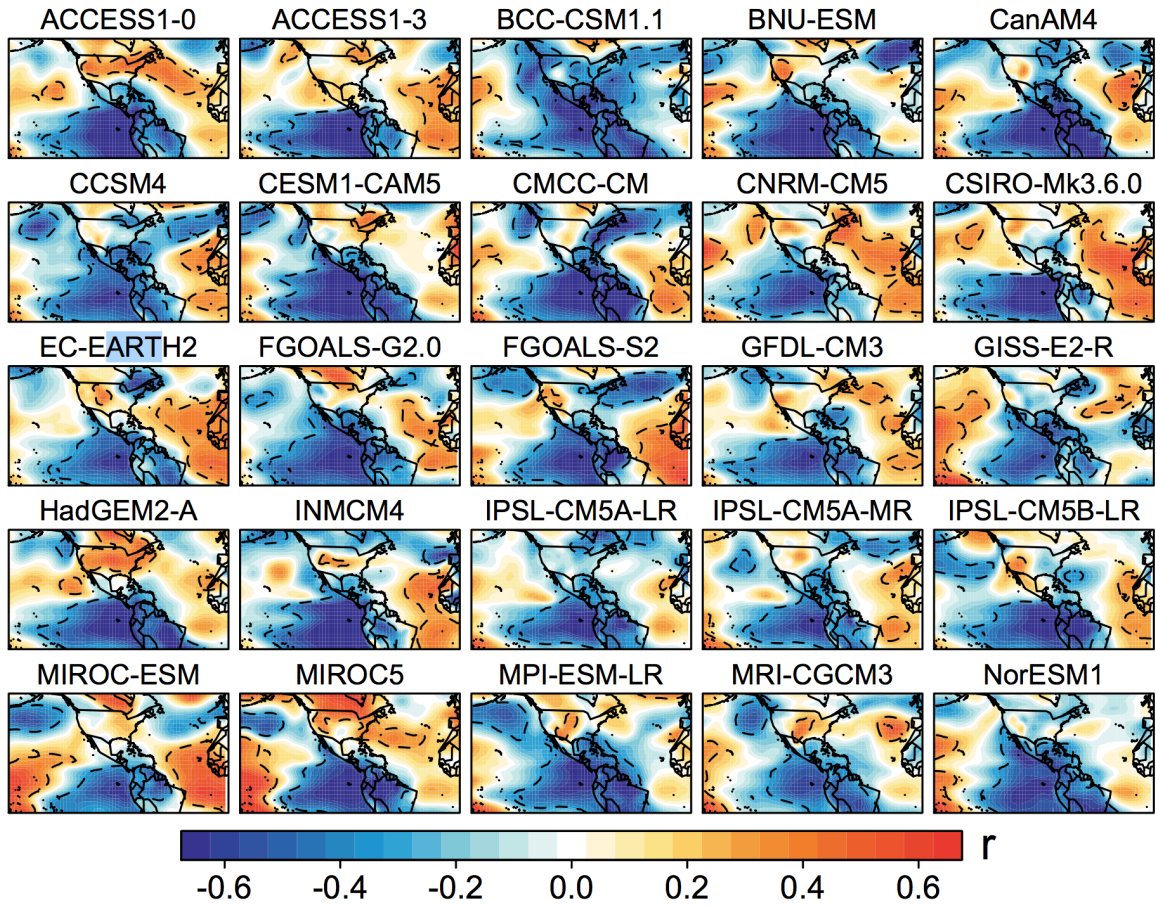 ACCESS1-0 ACCESS1-3 BCC-CSM1.1 BNU-ESM CanAM4
CCSM4 CESM1-CAM5 CMCC-CM CNRM-CM5 CSIRO-Mk3.6.0
EC-EARTH2 FGOALS-G2.0 FGOALS-S2 GFDL-CM3 GISS-E2-R
HadGEM2-A INMCM4 IPSL-CM5A-LR IPSL-CM5A-MR IPSL-CM5B-LR
MIROC-ESM MIROC5 MPI-ESM-LR MRI-CGCM3 NorESM1
r
-0.6 -0.4 -0.2 0.0 0.2 0.4 0.6